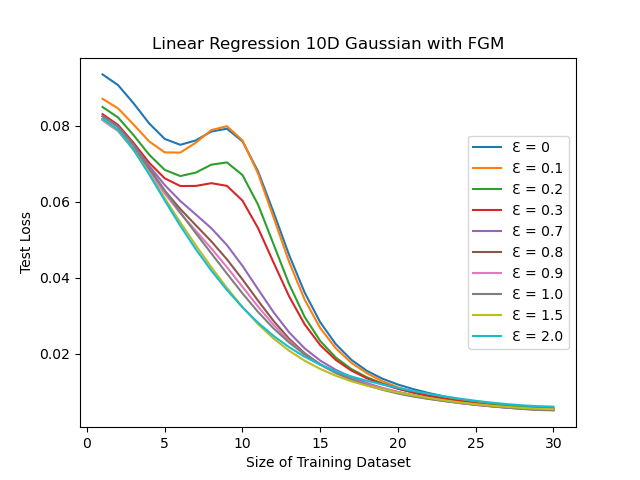 Linear Regression 10D Gaussian with FGM
Test Loss
0.08
0.06
0.04
0.02
0 5 10 15 20 25 30
Size of Training Dataset
Ɛ = 0
Ɛ = 0.1
Ɛ = 0.2
Ɛ = 0.3
Ɛ = 0.7
Ɛ = 0.8
Ɛ = 0.9
Ɛ = 1.0
Ɛ = 1.5
Ɛ = 2.0